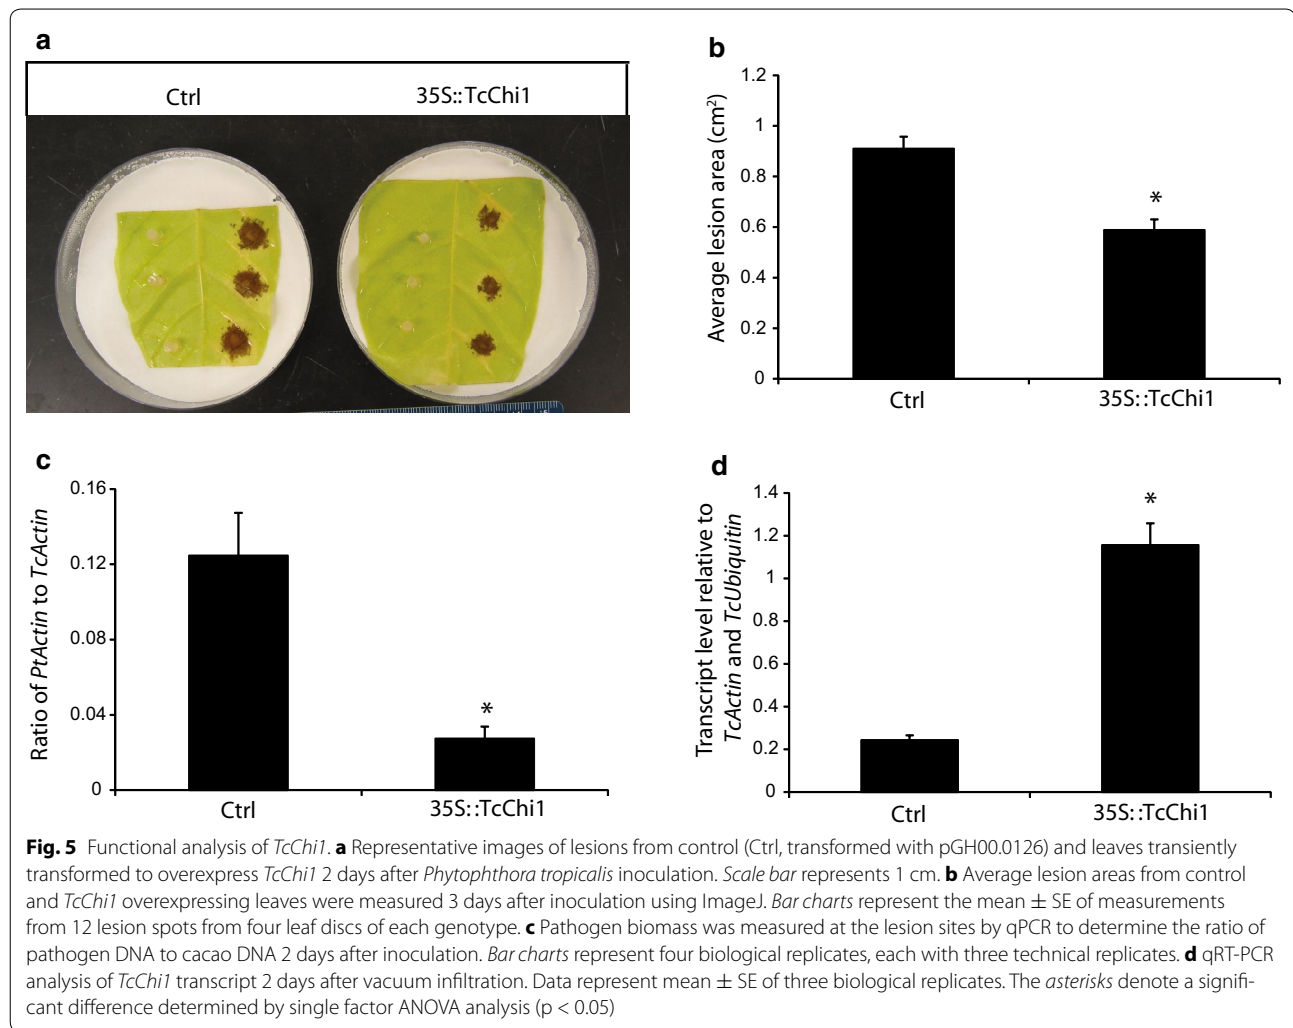 a
Ctrl 35S::TcChi1
b
Average lesion area (cm²)
1.2
1
0.8
0.6
0.4
0.2
0
*
Ctrl 35S::TcChi1
c
Ratio of PtActin to TcActin
0.16
0.12
0.08
0.04
0
*
Ctrl 35S::TcChi1
d
Transcript level relative to
TcActin and TcUbiquitin
1.4
1.2
1
0.8
0.6
0.4
0.2
0
*
Ctrl 35S::TcChi1
Fig. 5 Functional analysis of TcChi1. a Representative images of lesions from control (Ctrl, transformed with pGH00.0126) and leaves transiently
transformed to overexpress TcChi1 2 days after Phytophthora tropicalis inoculation. Scale bar represents 1 cm. b Average lesion areas from control
and TcChi1 overexpressing leaves were measured 3 days after inoculation using ImageJ. Bar charts represent the mean ± SE of measurements
from 12 lesion spots from four leaf discs of each genotype. c Pathogen biomass was measured at the lesion sites by qPCR to determine the ratio of
pathogen DNA to cacao DNA 2 days after inoculation. Bar charts represent four biological replicates, each with three technical replicates. d qRT-PCR
analysis of TcChi1 transcript 2 days after vacuum infiltration. Data represent mean ± SE of three biological replicates. The asterisks denote a signifi-
cant difference determined by single factor ANOVA analysis (p < 0.05)